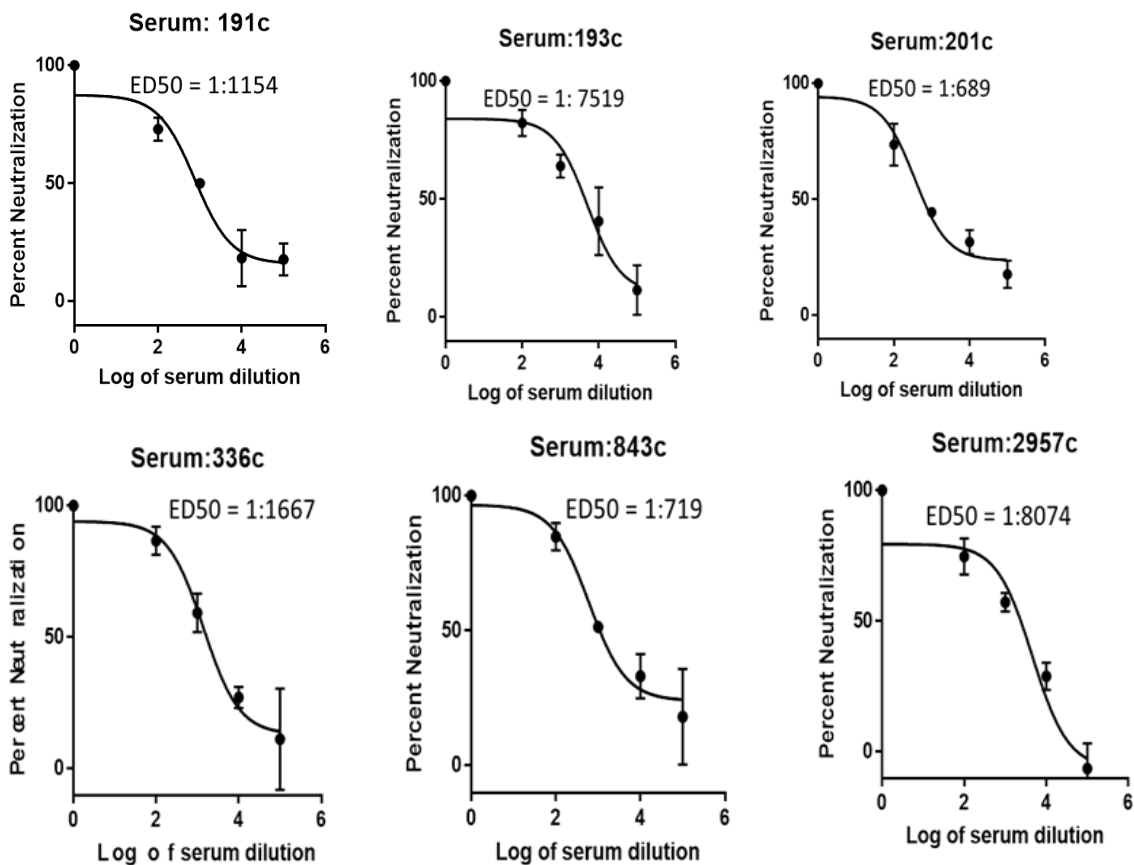 Serum: 191c
ED50 = 1:1154
Percent Neutralization
100
50
0
0 2 4 6
Log of serum dilution
Serum:193c
ED50 = 1: 7519
Percent Neutralization
100
50
0
0 2 4 6
Log of serum dilution
Serum:201c
ED50 = 1:689
Percent Neutralization
100
50
0
0 2 4 6
Log of serum dilution
Serum:336c
ED50 = 1:1667
Percent Neutralization
100
50
0
0 2 4 6
Log of serum dilution
Serum:843c
ED50 = 1:719
Percent Neutralization
100
50
0
0 2 4 6
Log of serum dilution
Serum:2957c
ED50 = 1:8074
Percent Neutralization
100
50
0
0 2 4 6
Log of serum dilution